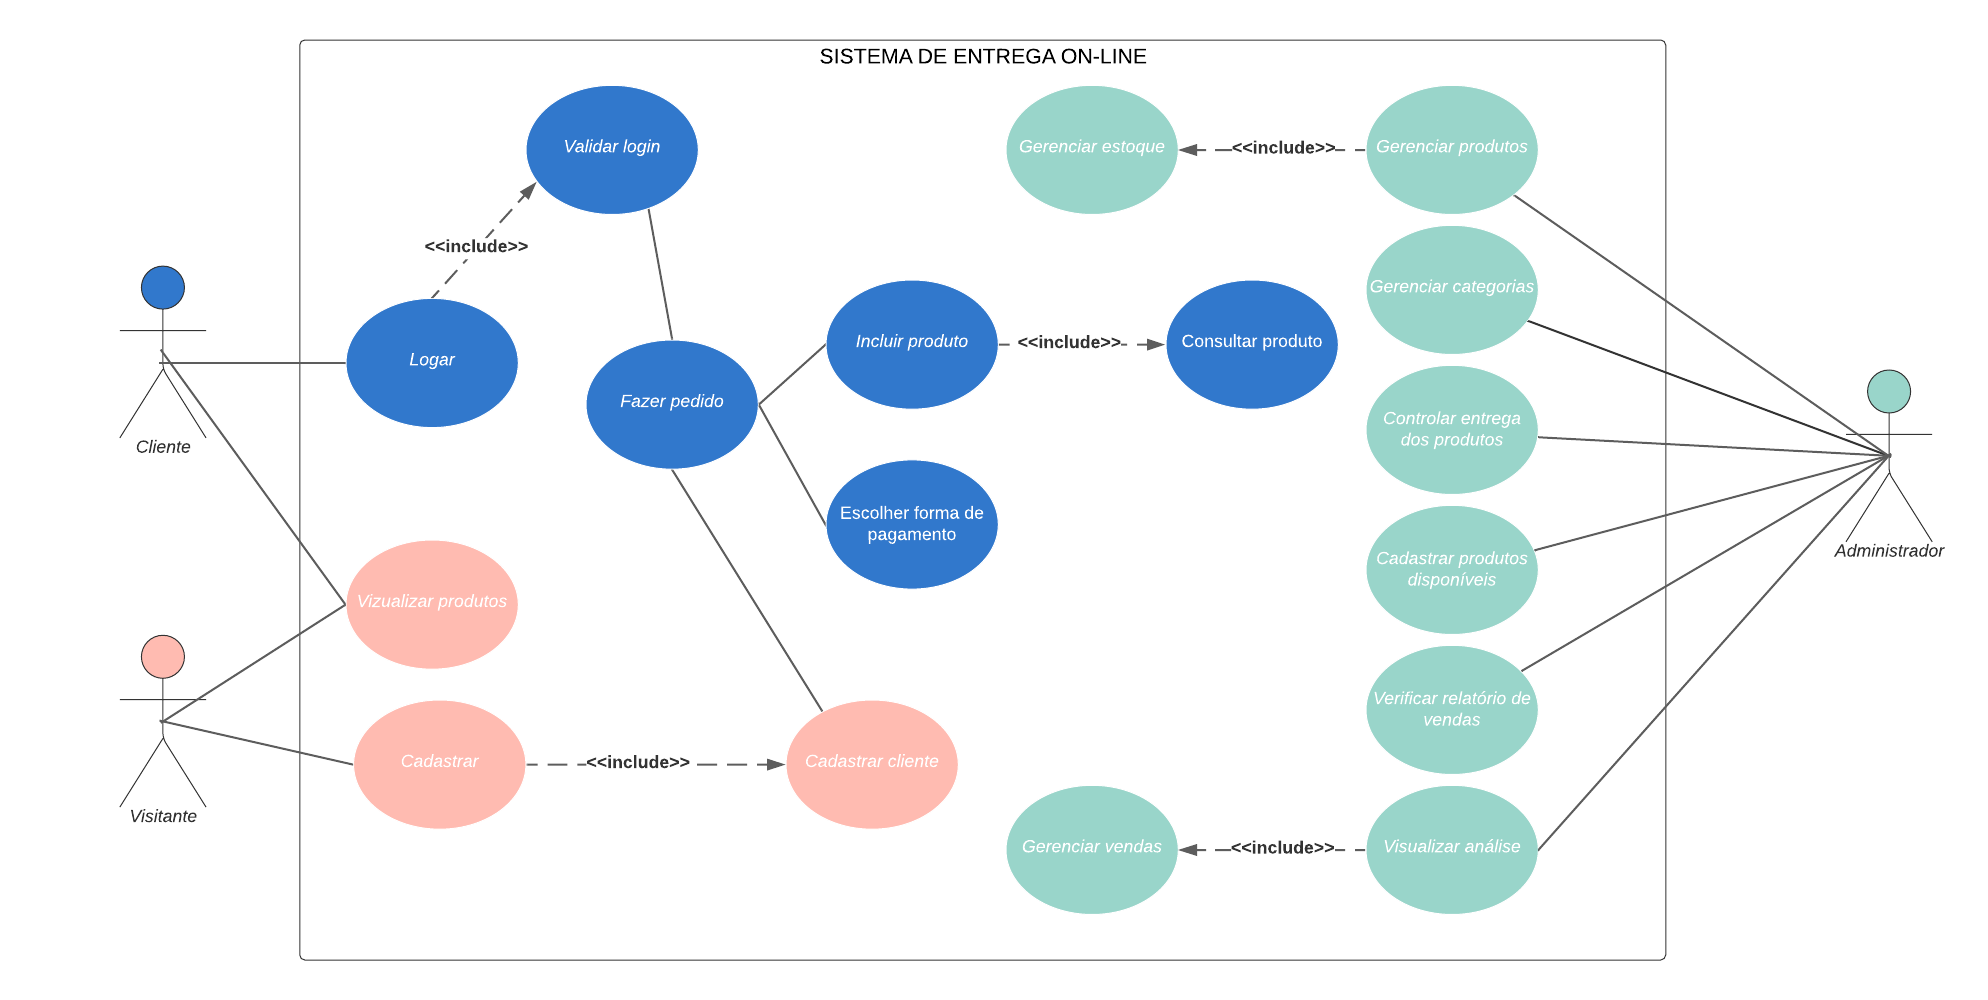 SISTEMA DE ENTREGA ON-LINE
Validar login
Gerenciar estoque
<<include>>
Gerenciar produtos
<<include>>
Gerenciar categorias
Logar
Fazer pedido
Incluir produto
<<include>>
Consultar produto
Cliente
Controlar entrega
dos produtos
Escolher forma de
pagamento
Administrador
Cadastrar produtos
disponíveis
Vizualizar produtos
Verificar relatório de
vendas
Visitante
Cadastrar
<<include>>
Cadastrar cliente
Gerenciar vendas
<<include>>
Visualizar análise